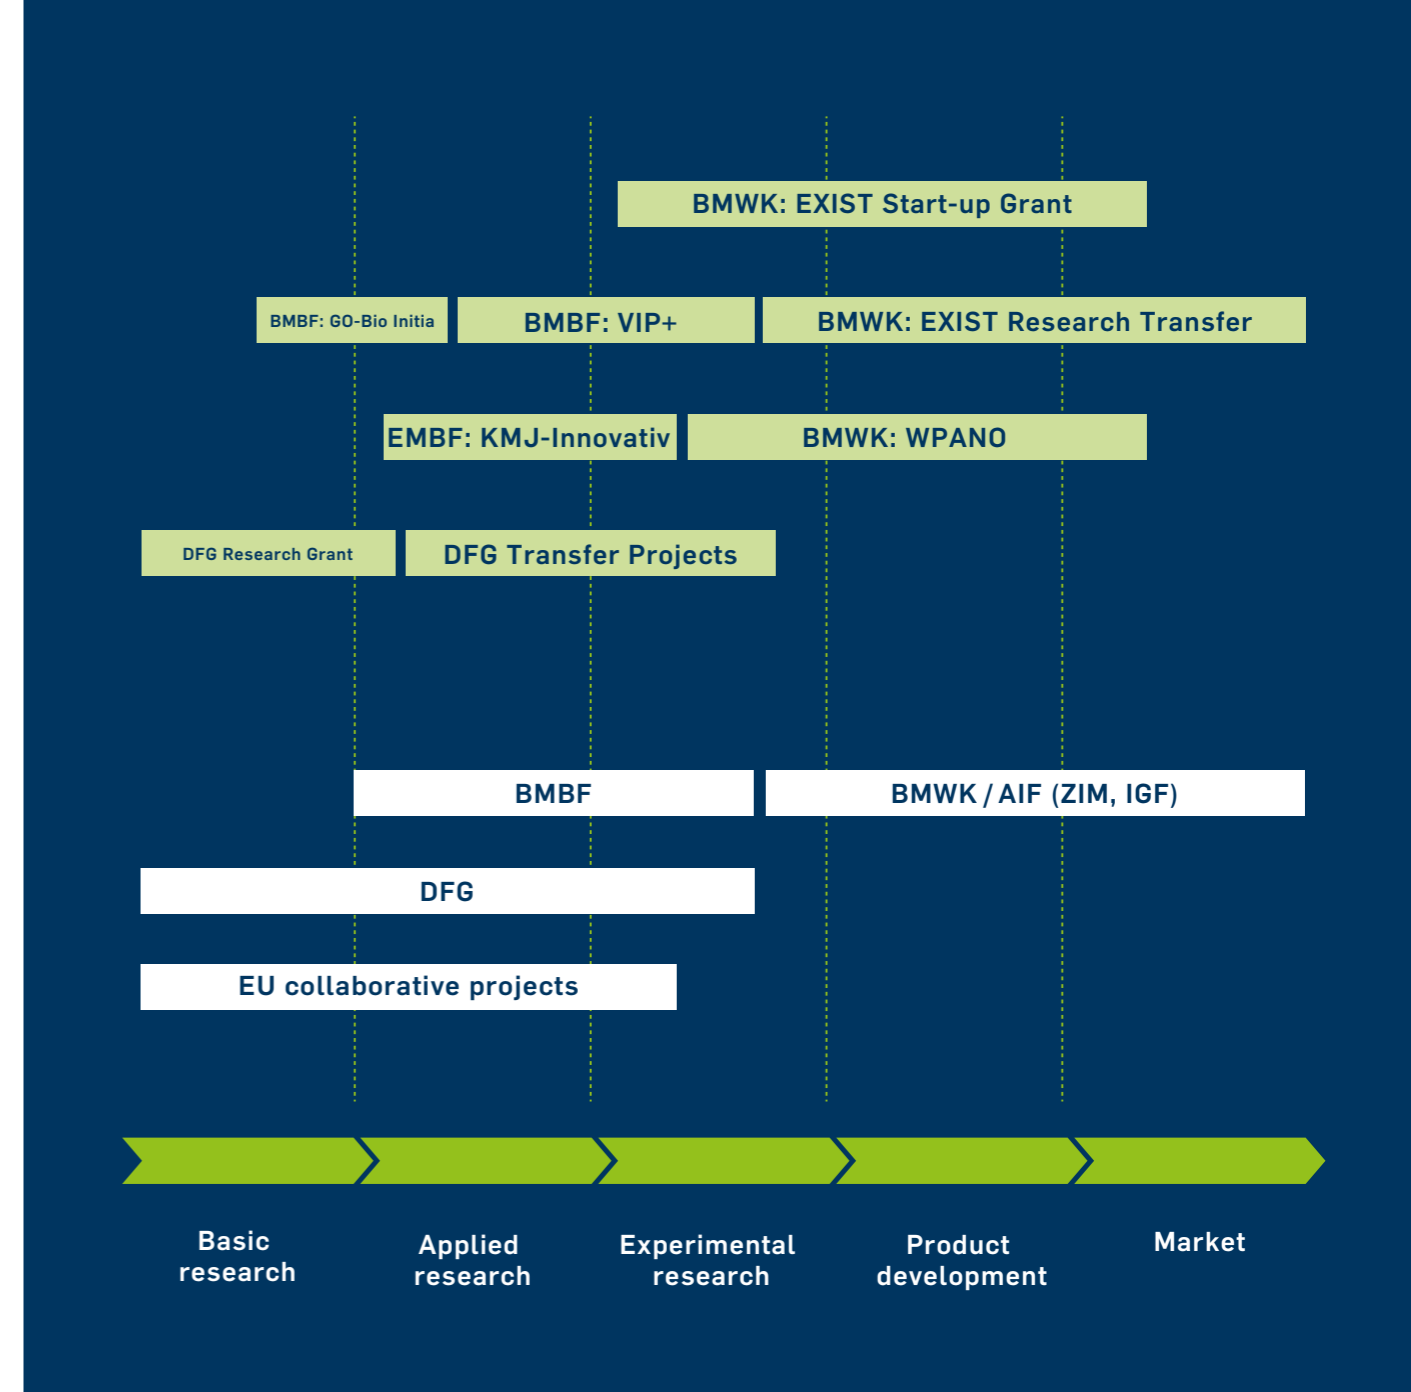 BMWK: EXIST Start-up Grant
BMBF: GO-Bio Initia
BMBF: VIP+
BMWK: EXIST Research Transfer
EMBF: KMJ-Innovativ
BMWK: WPANO
DFG Research Grant
DFG Transfer Projects
BMBF
BMWK / AIF (ZIM, IGF)
DFG
EU collaborative projects
Basic
research
Applied
research
Experimental
research
Product
development
Market